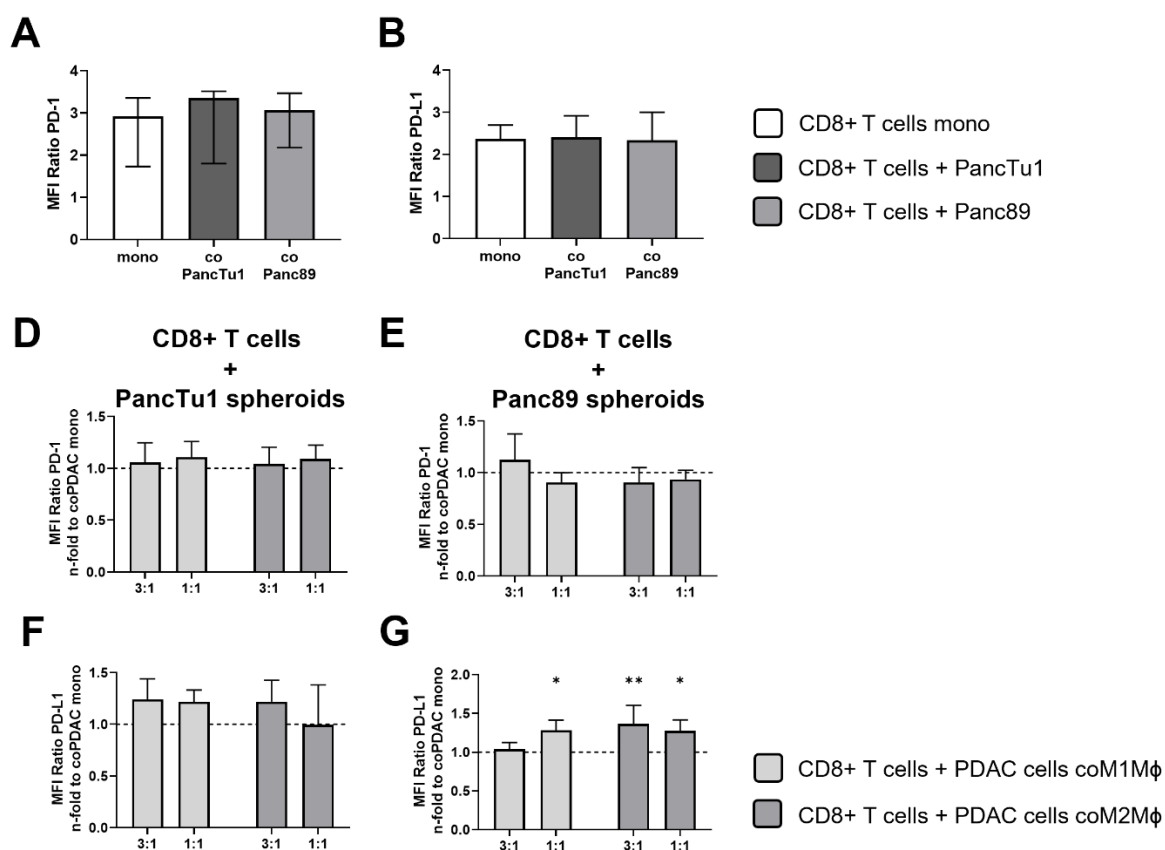 A
MFI Ratio PD-1
4
3
2
1
0
mono
co
PancTu1
co
Panc89
B
MFI Ratio PD-L1
4
3
2
1
0
mono
co
PancTu1
co
Panc89
CD8+ T cells mono
CD8+ T cells + PancTu1
CD8+ T cells + Panc89
D
CD8+ T cells
+
PancTu1 spheroids
MFI Ratio PD-1
n-fold to coPDAC mono
1.5
1.0
0.5
0.0
3:1 1:1 3:1 1:1
E
CD8+ T cells
+
Panc89 spheroids
MFI Ratio PD-1
n-fold to coPDAC mono
1.5
1.0
0.5
0.0
3:1 1:1 3:1 1:1
F
MFI Ratio PD-L1
n-fold to coPDAC mono
1.5
1.0
0.5
0.0
3:1 1:1 3:1 1:1
G
MFI Ratio PD-L1
n-fold to coPDAC mono
2.0
1.5
1.0
0.5
0.0
* ** *
3:1 1:1 3:1 1:1
CD8+ T cells + PDAC cells coM1Mϕ
CD8+ T cells + PDAC cells coM2Mϕ